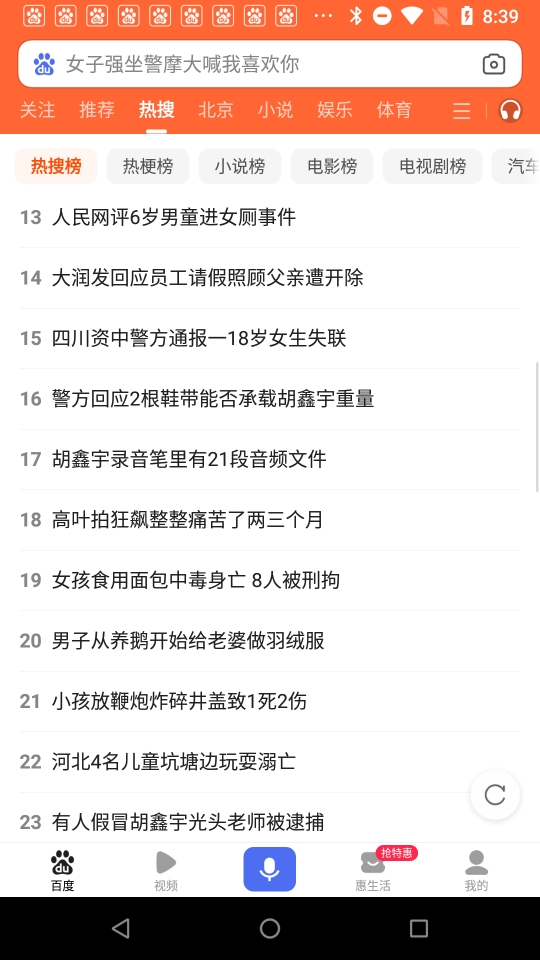 8:39
女子强坐警摩大喊我喜欢你
关注 推荐 热搜 北京 小说 娱乐 体育
热搜榜 热梗榜 小说榜 电影榜 电视剧榜 汽车
13 人民网评6岁男童进女厕事件
14 大润发回应员工请假照顾父亲遭开除
15 四川资中警方通报一18岁女生失联
16 警方回应2根鞋带能否承载胡鑫宇重量
17 胡鑫宇录音笔里有21段音频文件
18 高叶拍狂飙整整痛苦了两三个月
19 女孩食用面包中毒身亡 8人被刑拘
20 男子从养鹅开始给老婆做羽绒服
21 小孩放鞭炮炸碎井盖致1死2伤
22 河北4名儿童坑塘边玩耍溺亡
23 有人假冒胡鑫宇光头老师被逮捕
抢特惠
百度 视频 惠生活 我的